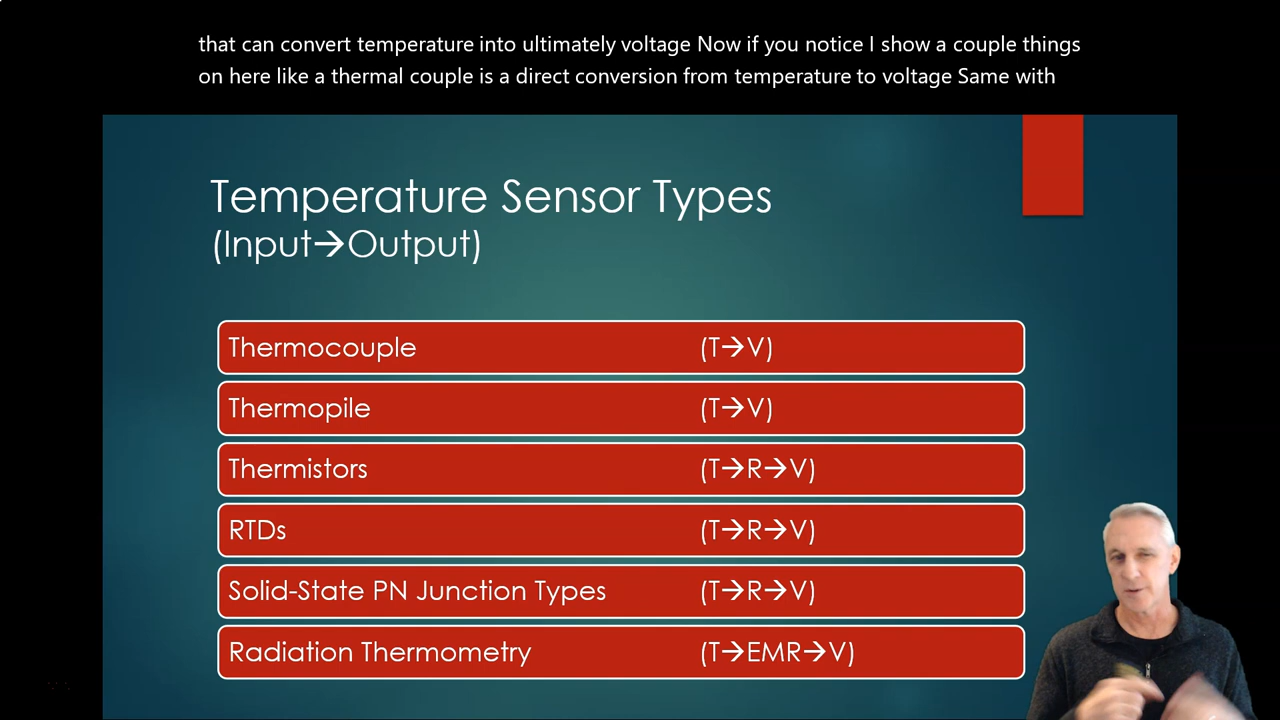 that can convert temperature into ultimately voltage Now if you notice I show a couple things
on here like a thermal couple is a direct conversion from temperature to voltage Same with
Temperature Sensor Types
(Input→Output)
Thermocouple (T→V)
Thermopile (T→V)
Thermistors (T→R→V)
RTDs (T→R→V)
Solid-State PN Junction Types (T→R→V)
Radiation Thermometry (T→EMR→V)